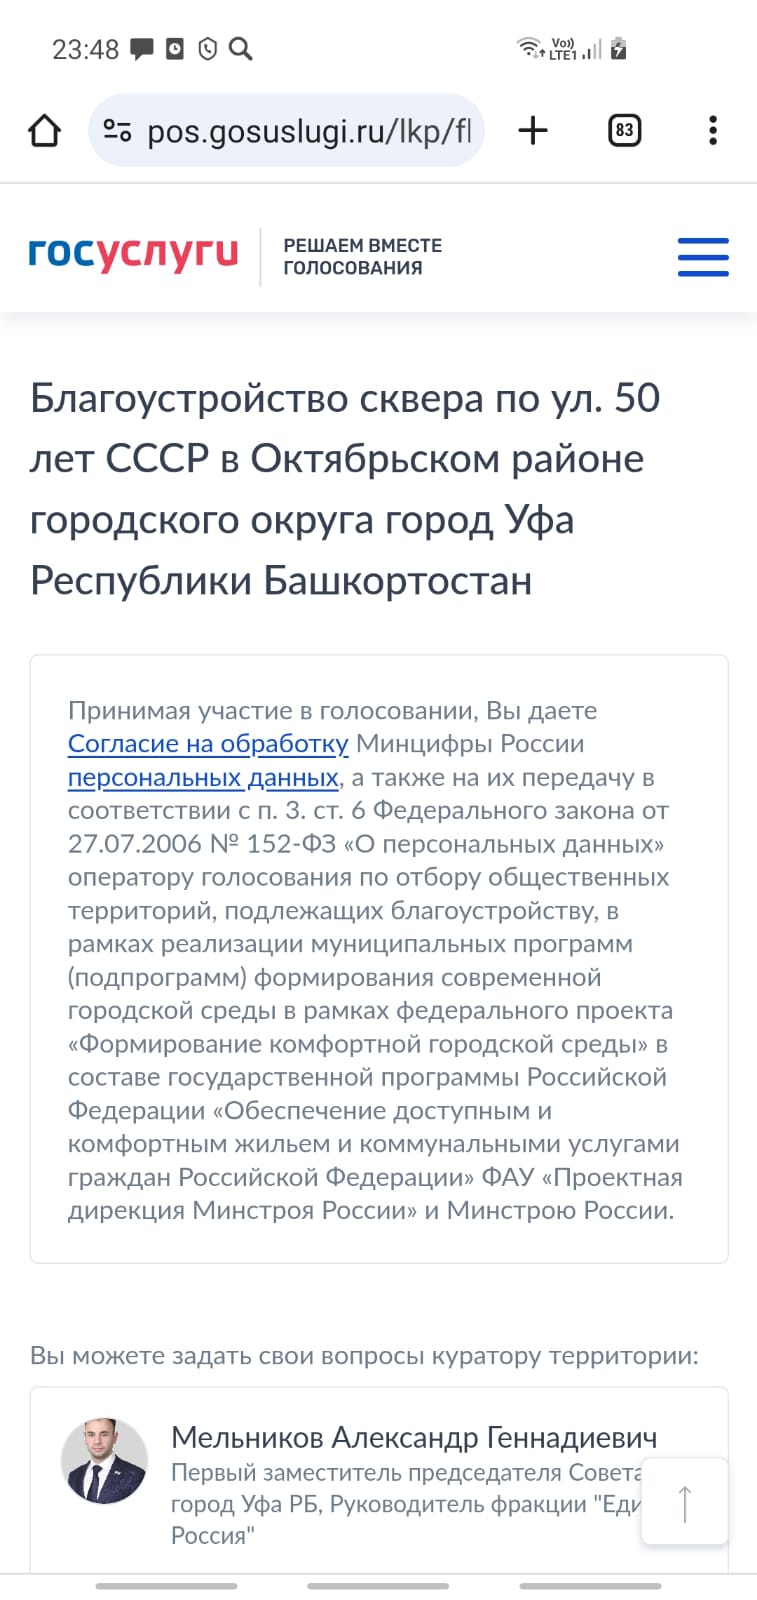 23:48
Vo))
LTE1
pos.gosuslugi.ru/lkp/fl
83
госуслуги
РЕШАЕМ ВМЕСТЕ
ГОЛОСОВАНИЯ
Благоустройство сквера по ул. 50
лет СССР в Октябрьском районе
городского округа город Уфа
Республики Башкортостан
Принимая участие в голосовании, Вы даете
Согласие на обработку Минцифры России
персональных данных, а также на их передачу в
соответствии с п. 3. ст. 6 Федерального закона от
27.07.2006 № 152-ФЗ «О персональных данных»
оператору голосования по отбору общественных
территорий, подлежащих благоустройству, в
рамках реализации муниципальных программ
(подпрограмм) формирования современной
городской среды в рамках федерального проекта
«Формирование комфортной городской среды» в
составе государственной программы Российской
Федерации «Обеспечение доступным и
комфортным жильем и коммунальными услугами
граждан Российской Федерации» ФАУ «Проектная
дирекция Минстроя России» и Минстрою России.
Вы можете задать свои вопросы куратору территории:
Мельников Александр Геннадиевич
Первый заместитель председателя Совета
город Уфа РБ, Руководитель фракции "Еди
Россия"